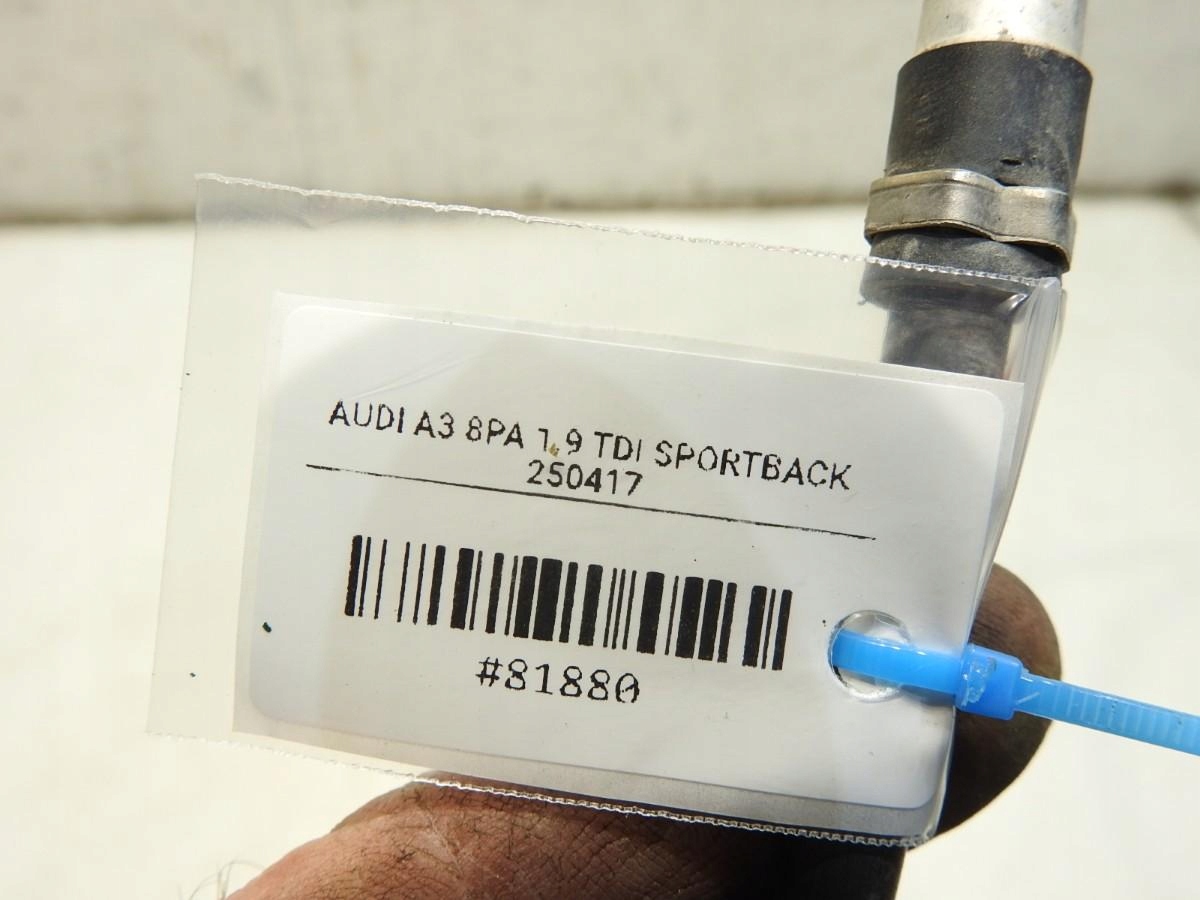 AUDI A3 8PA 1.9 TDI SPORTBACK
250417
#81880